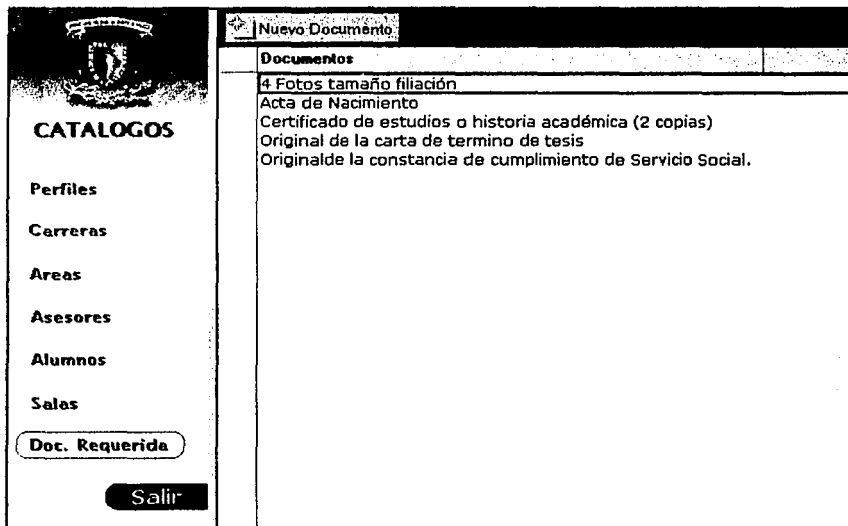 CATALOGOS
Perfiles
Carreras
Areas
Asesores
Alumnos
Salas
Doc. Requerida
Salir
Nuevo Documento
Documentos
4 Fotos tamaño filiación
Acta de Nacimiento
Certificado de estudios o historia académica (2 copias)
Original de la carta de termino de tesis
Originalde la constancia de cumplimiento de Servicio Social.